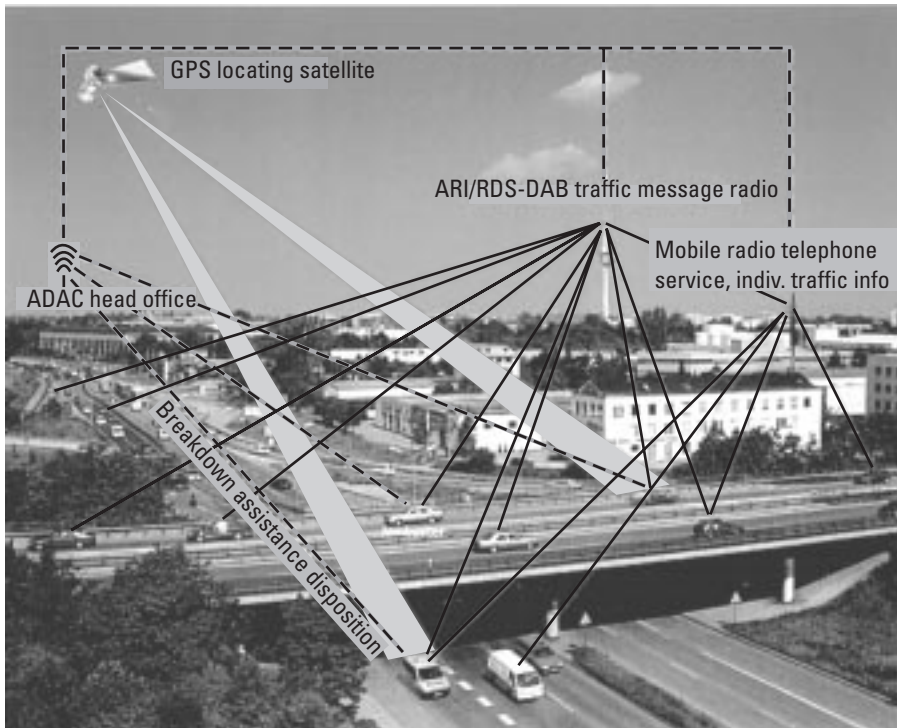 GPS locating satellite
ARI/RDS-DAB traffic message radio
Mobile radio telephone
service, indiv. traffic info
ADAC head office
Breakdown assistance disposition